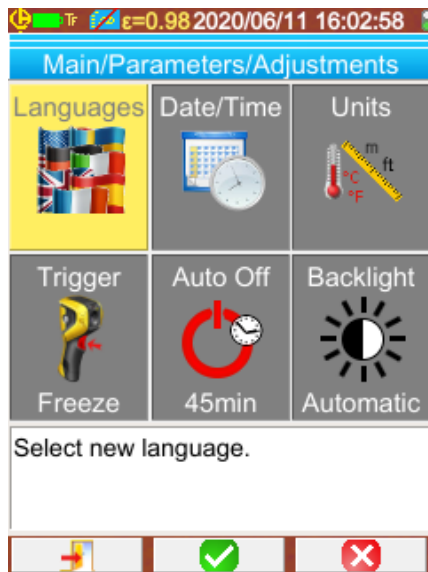 TF ε=0.98 2020/06/11 16:02:58
Main/Parameters/Adjustments
Languages Date/Time Units
m
ft
°C
°F
Trigger Auto Off Backlight
Freeze 45min Automatic
Select new language.